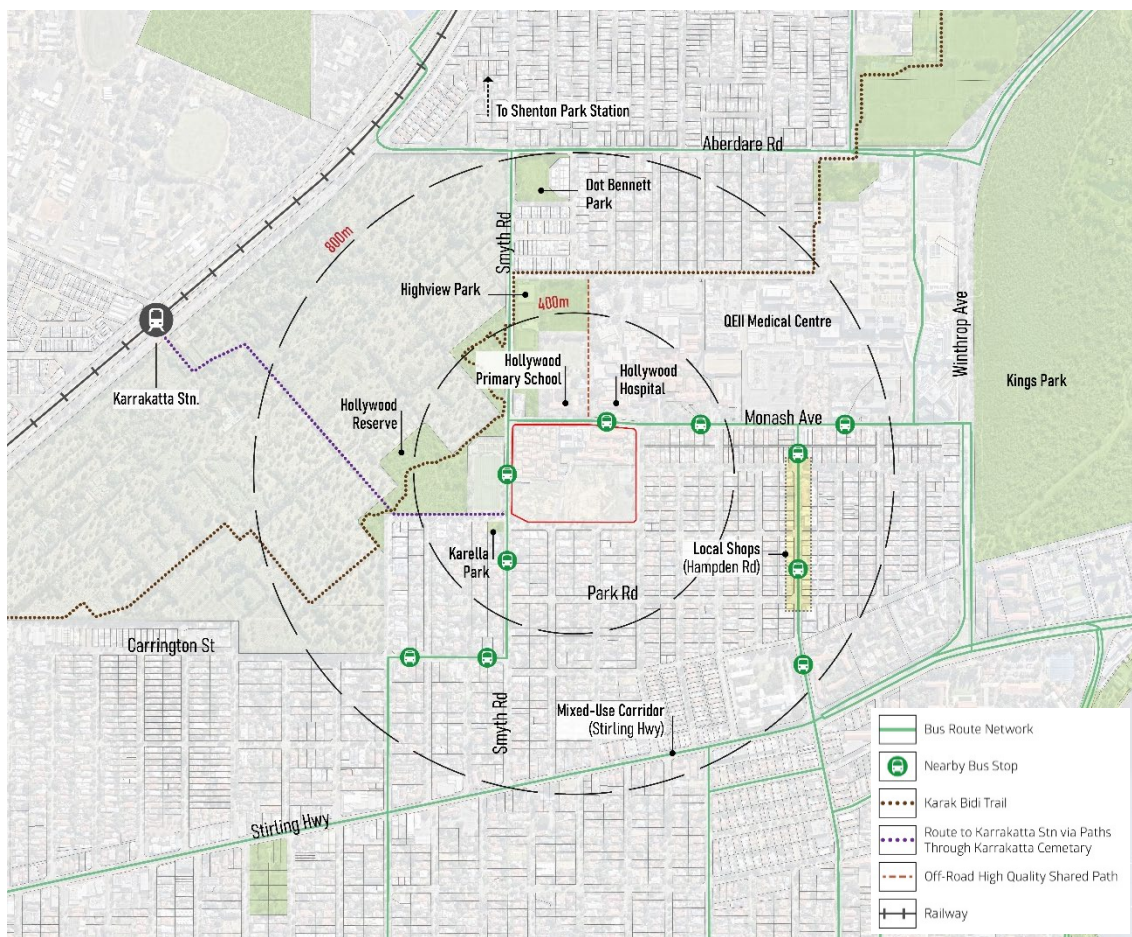 To Shenton Park Station
Aberdare Rd
Dot Bennett
Park
Smyth Rd
800m
Highview Park
400m
QEII Medical Centre
Winthrop Ave
Kings Park
Karrakatta Stn.
Hollywood
Primary School
Hollywood
Hospital
Hollywood
Reserve
Monash Ave
Karella
Park
Local Shops
(Hampden Rd)
Park Rd
Carrington St
Smyth Rd
Mixed-Use Corridor
(Stirling Hwy)
Stirling Hwy
Bus Route Network
Nearby Bus Stop
Karak Bidi Trail
Route to Karrakatta Stn via Paths
Through Karrakatta Cemetary
Off-Road High Quality Shared Path
Railway